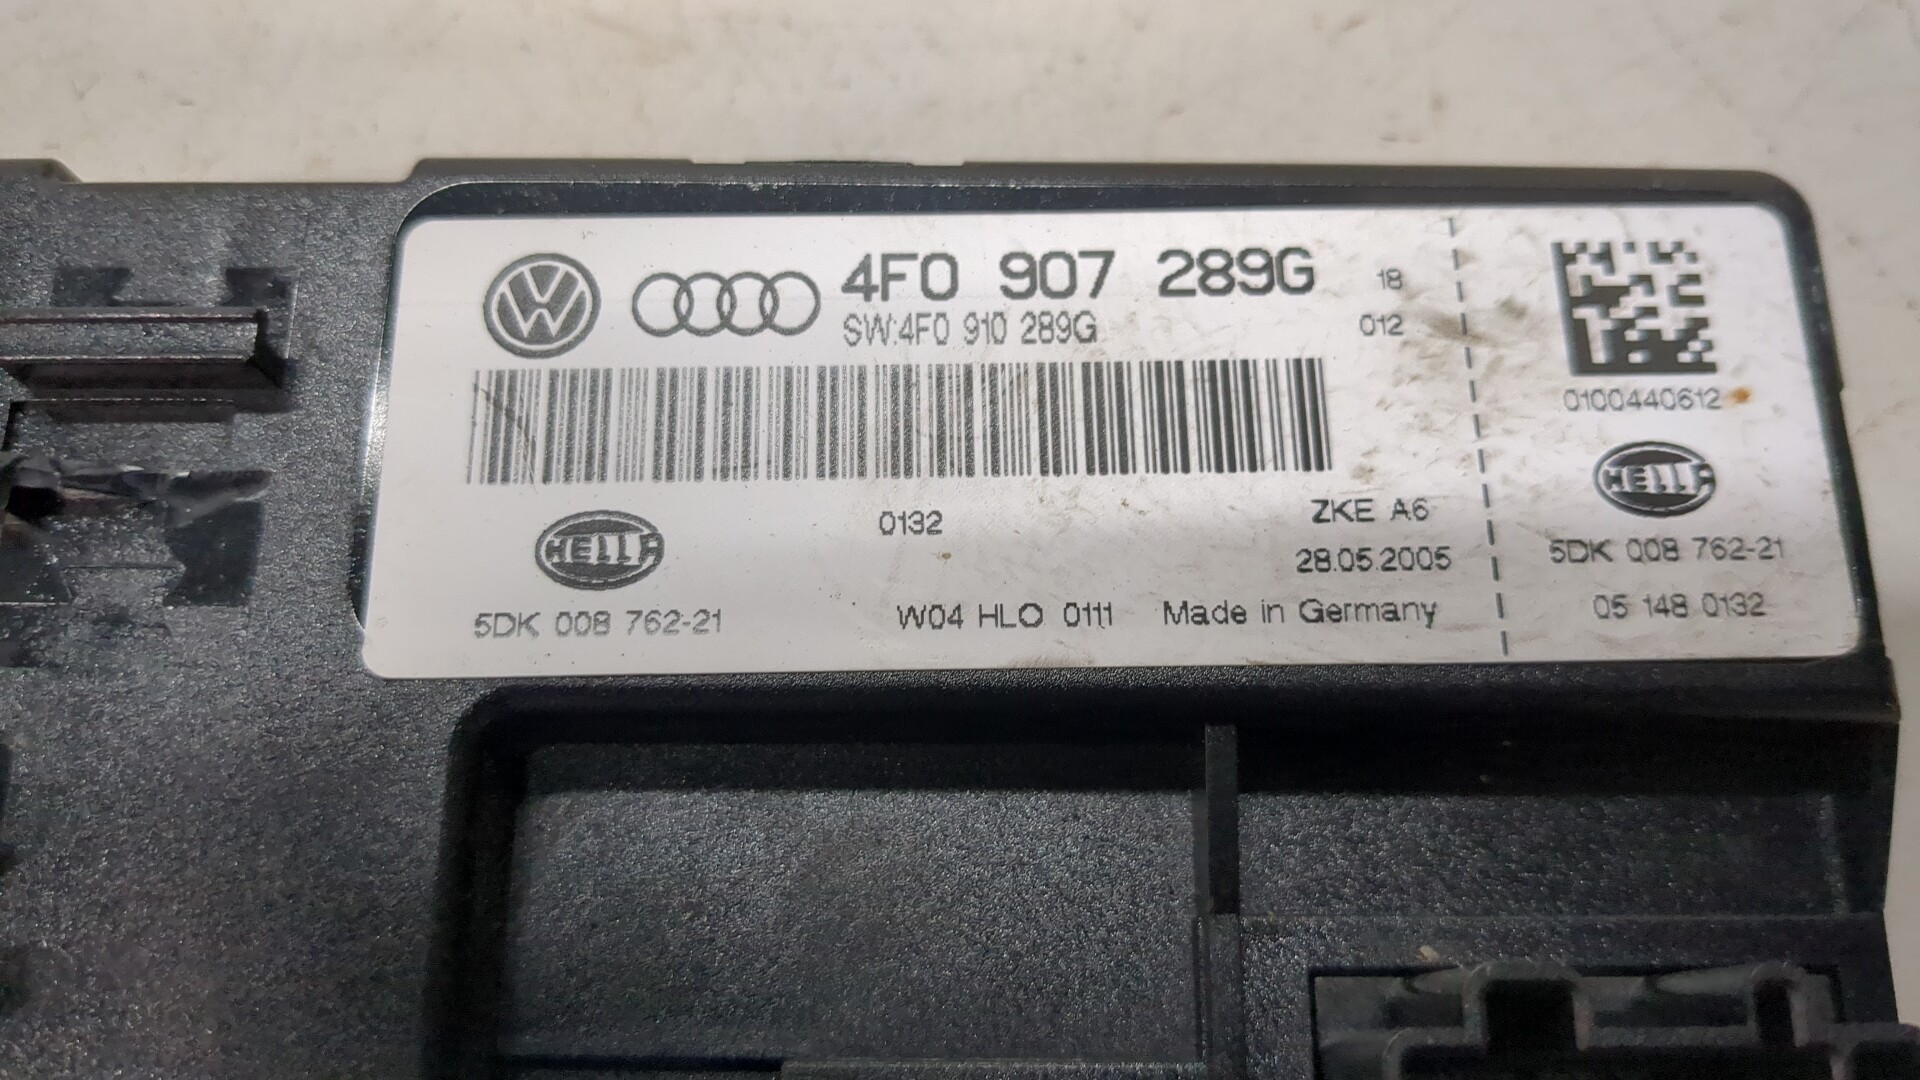 4F0 907 289G 18
SW:4F0 910 289G 012
0132 ZKE A6
28.05.2005
HELLA
5DK 008 762-21 W04 HLO 0111 Made in Germany
0100440612
HELLA
5DK 008 762-21
05 148 0132